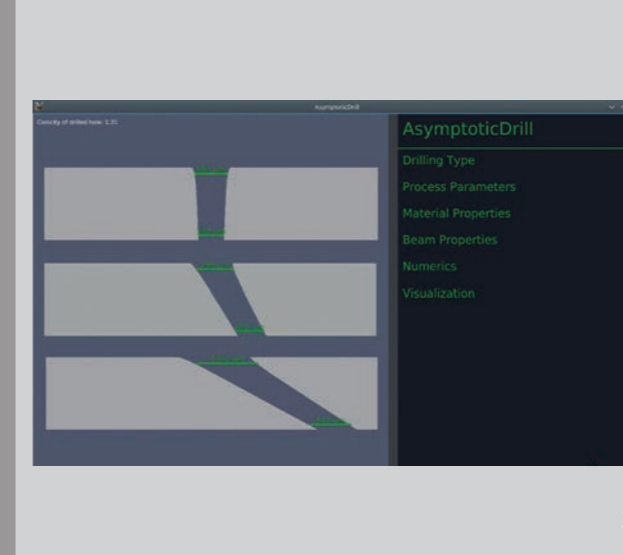 AsymptoticDrill
Conicity of drilled hole: 1.31
AsymptoticDrill
Drilling Type
Process Parameters
Material Properties
Beam Properties
Numerics
Visualization